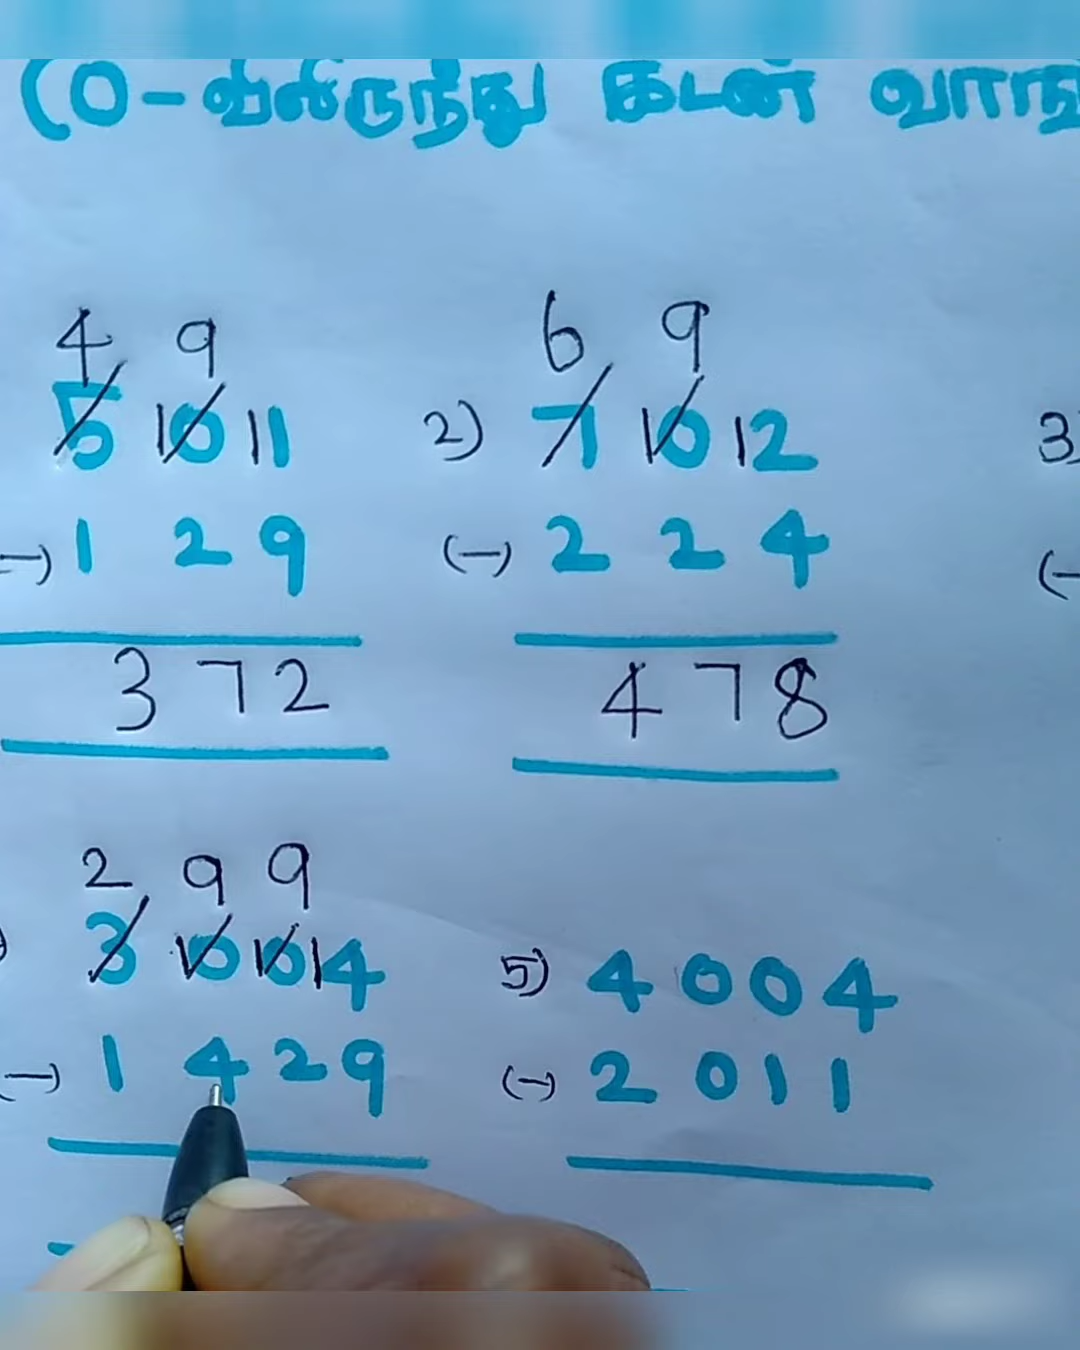 (0-விலிருந்து கடன் வாங
4 9 6 9
5 10 11 2) 7 10 12 3)
(-) 1 2 9 (-) 2 2 4 (-
3 7 2 4 7 8
2 9 9
3 10 10 14 5) 4 0 0 4
(-) 1 4 2 9 (-) 2 0 1 1